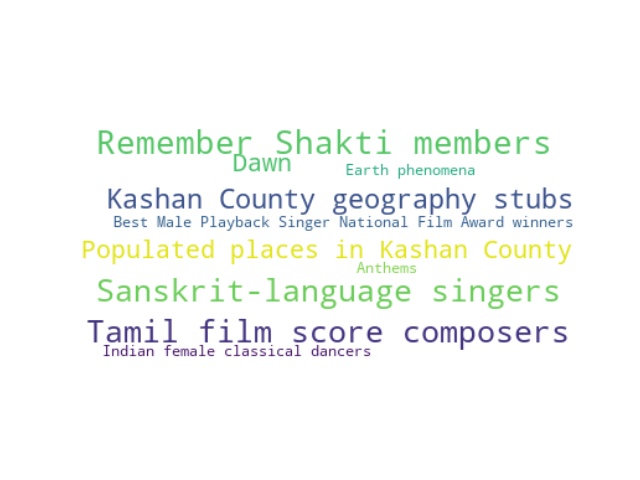 Remember Shakti members
Dawn
Earth phenomena
Kashan County geography stubs
Best Male Playback Singer National Film Award winners
Populated places in Kashan County
Anthems
Sanskrit-language singers
Tamil film score composers
Indian female classical dancers